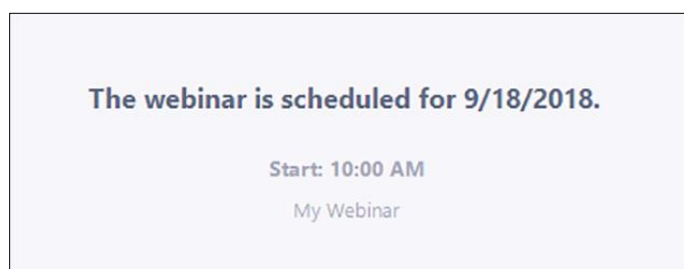 The webinar is scheduled for 9/18/2018.
Start: 10:00 AM
My Webinar